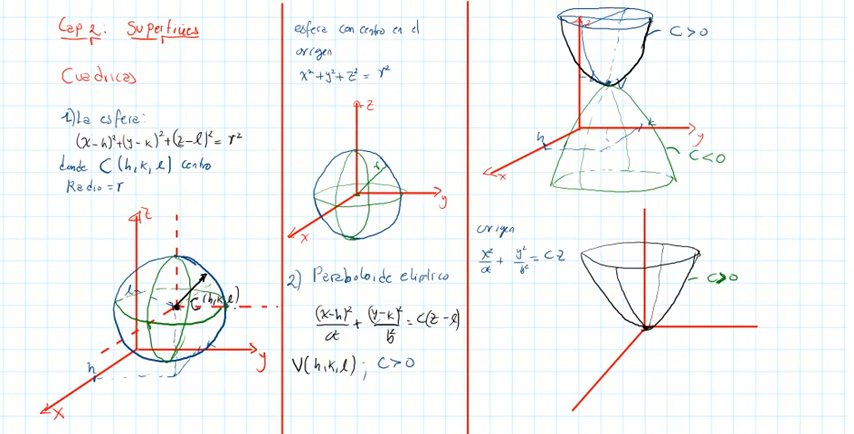 Cap 2: Superficies
Cuadricas
1) La esfera:
(x-h)²+(y-k)²+(z-l)²=r²
donde C(h,k,l) centro
Radio=r
z
C(h,k,l)
h
y
x
esfera con centro en el
origen
x²+y²+z²=r²
z
r
y
x
2) Paraboloide eliptico
(x-h)²/a² + (y-k)²/b² = c(z-l)
V(h,k,l); c>0
C>0
V
k
h
y
C<0
x
origen
x²/a² + y²/b² = cz
C>0